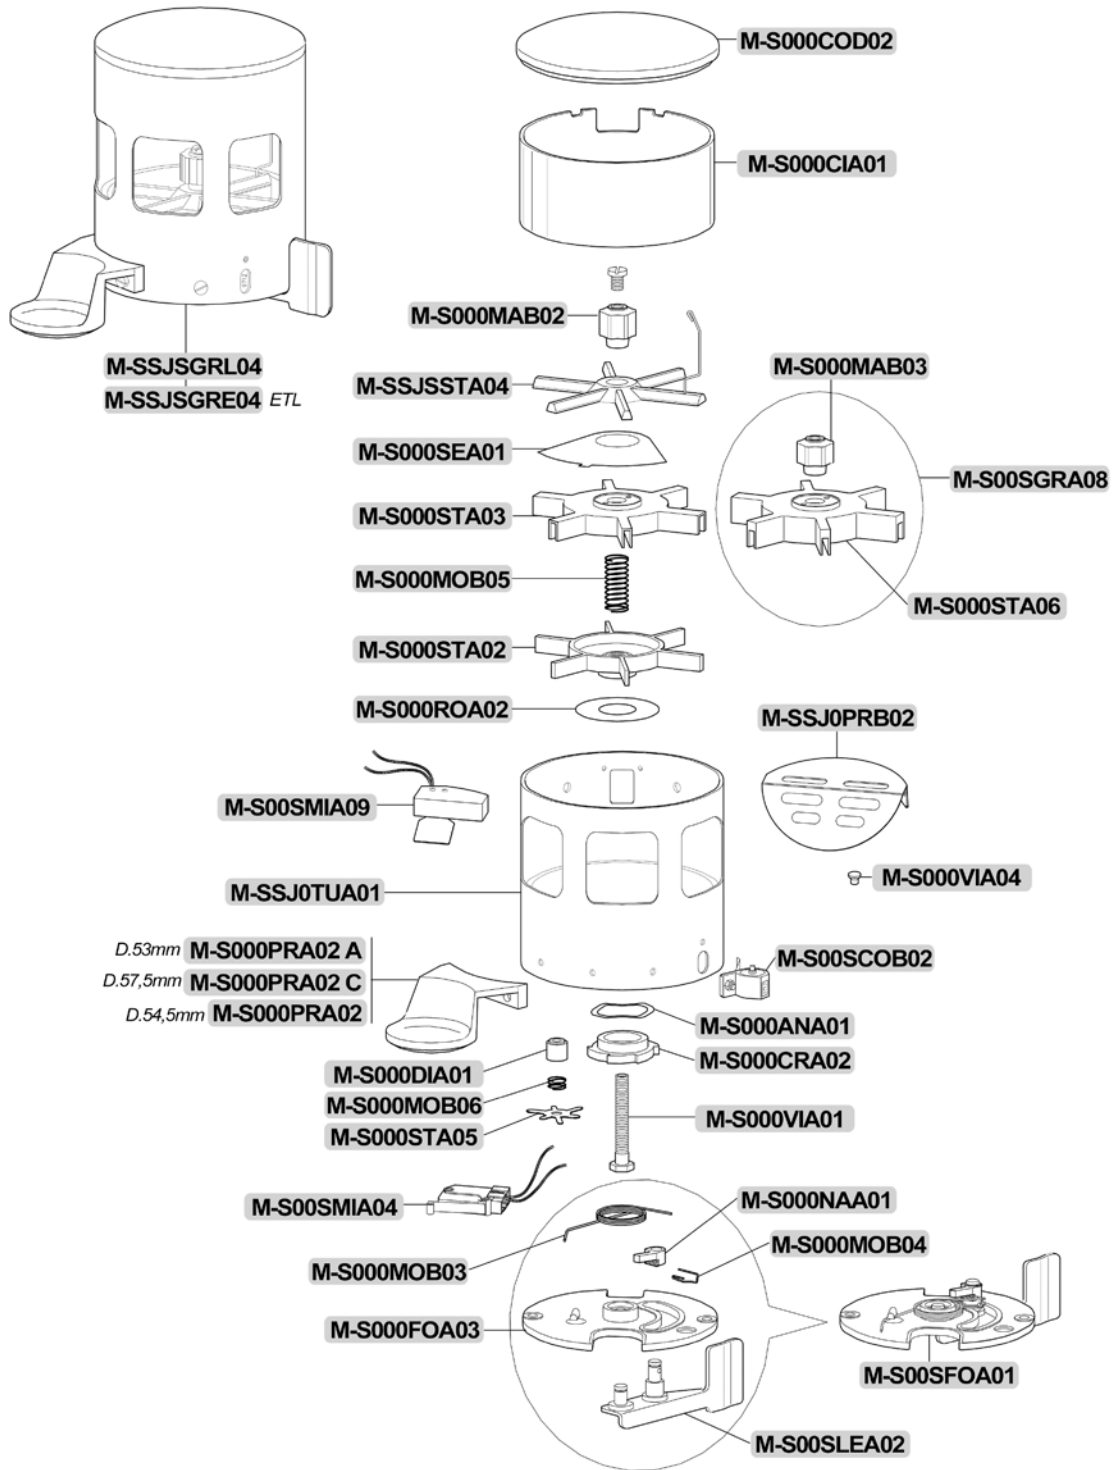 M-S000COD02
M-S000CIA01
M-S000MAB02
M-SSJSGRL04
M-SSJSGRE04 ETL
M-SSJSSTA04
M-S000MAB03
M-S000SEA01
M-S00SGRA08
M-S000STA03
M-S000MOB05
M-S000STA06
M-S000STA02
M-S000ROA02
M-SSJ0PRB02
M-S00SMIA09
M-SSJ0TUA01
M-S000VIA04
D.53mm M-S000PRA02 A
M-S00SCOB02
D.57,5mm M-S000PRA02 C
D.54,5mm M-S000PRA02
M-S000ANA01
M-S000CRA02
M-S000DIA01
M-S000MOB06
M-S000VIA01
M-S000STA05
M-S00SMIA04
M-S000NAA01
M-S000MOB04
M-S000MOB03
M-S000FOA03
M-S00SFOA01
M-S00SLEA02